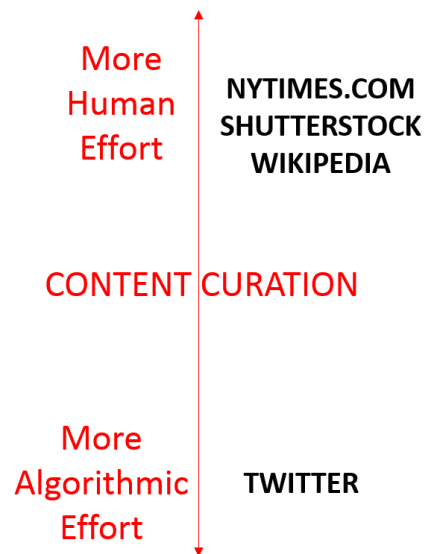 More
Human
Effort
NYTIMES.COM
SHUTTERSTOCK
WIKIPEDIA
CONTENT CURATION
More
Algorithmic
Effort
TWITTER